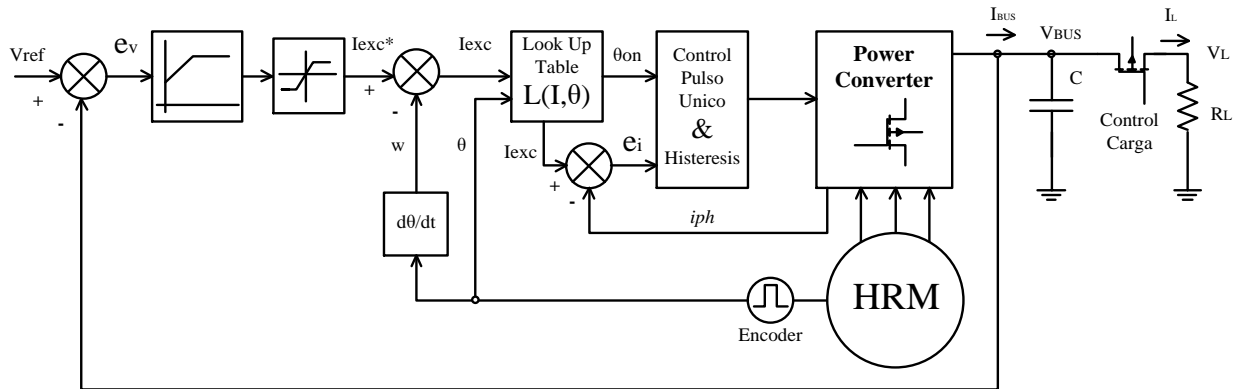 Vref
+
-
ev
Iexc*
+
-
w
Iexc
θ
Look Up
Table
L(I,θ)
θon
Iexc
+
-
ei
iph
Control
Pulso
Unico
&
Histeresis
Power
Converter
IBUS
VBUS
C
IL
VL
RL
Control
Carga
dθ/dt
HRM
Encoder